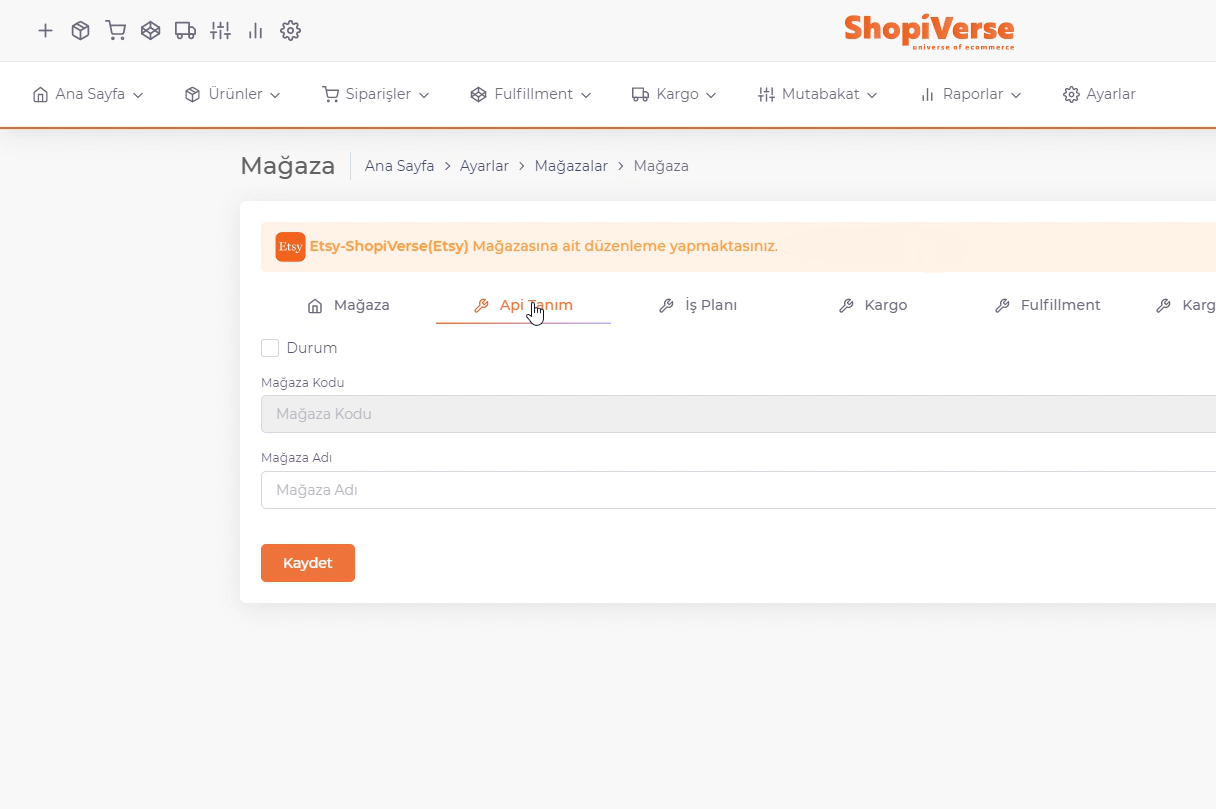 ShopiVerse
universe of ecommerce
Ana Sayfa Ürünler Siparişler Fulfillment Kargo Mutabakat Raporlar Ayarlar
Mağaza Ana Sayfa > Ayarlar > Mağazalar > Mağaza
Etsy Etsy-ShopiVerse(Etsy) Mağazasına ait düzenleme yapmaktasınız.
Mağaza Api Tanım İş Planı Kargo Fulfillment Karg
Durum
Mağaza Kodu
Mağaza Kodu
Mağaza Adı
Mağaza Adı
Kaydet